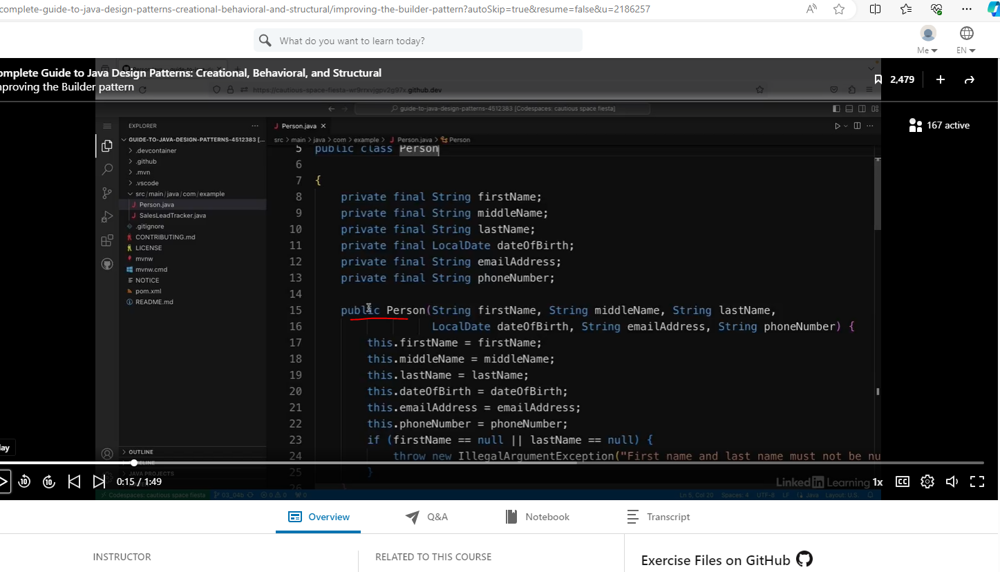 omplete-guide-to-java-design-patterns-creational-behavioral-and-structural/improving-the-builder-pattern?autoSkip=true&resume=false&u=2186257
What do you want to learn today?
Me
EN
omplete Guide to Java Design Patterns: Creational, Behavioral, and Structural
mproving the Builder pattern
2,479
https://cautious-space-fiesta-wr9rrxvjgpv2g97x.github.dev
guide-to-java-design-patterns-4512383 [Codespaces: cautious space fiesta]
167 active
EXPLORER
GUIDE-TO-JAVA-DESIGN-PATTERNS-4512383 [...
.devcontainer
.github
.mvn
.vscode
src/main/java/com/example
Person.java
SalesLeadTracker.java
.gitignore
CONTRIBUTING.md
LICENSE
mvnw
mvnw.cmd
NOTICE
pom.xml
README.md
OUTLINE
TIMELINE
JAVA PROJECTS
Person.java
src > main > java > com > example > Person.java > Person
5 public class Person
6
7 {
8 private final String firstName;
9 private final String middleName;
10 private final String lastName;
11 private final LocalDate dateOfBirth;
12 private final String emailAddress;
13 private final String phoneNumber;
14
15 public Person(String firstName, String middleName, String lastName,
16 LocalDate dateOfBirth, String emailAddress, String phoneNumber) {
17 this.firstName = firstName;
18 this.middleName = middleName;
19 this.lastName = lastName;
20 this.dateOfBirth = dateOfBirth;
21 this.emailAddress = emailAddress;
22 this.phoneNumber = phoneNumber;
23 if (firstName == null || lastName == null) {
24 throw new IllegalArgumentException("First name and last name must not be nu
25 }
26 }
lay
10
10
0:15 / 1:49
LinkedIn Learning
1x
CC
Codespaces: cautious space fiesta
03_04b
0
0
0
Ln 5, Col 20
Spaces: 4
UTF-8
LF
Java
Layout: U.S.
Overview
Q&A
Notebook
Transcript
INSTRUCTOR
RELATED TO THIS COURSE
Exercise Files on GitHub